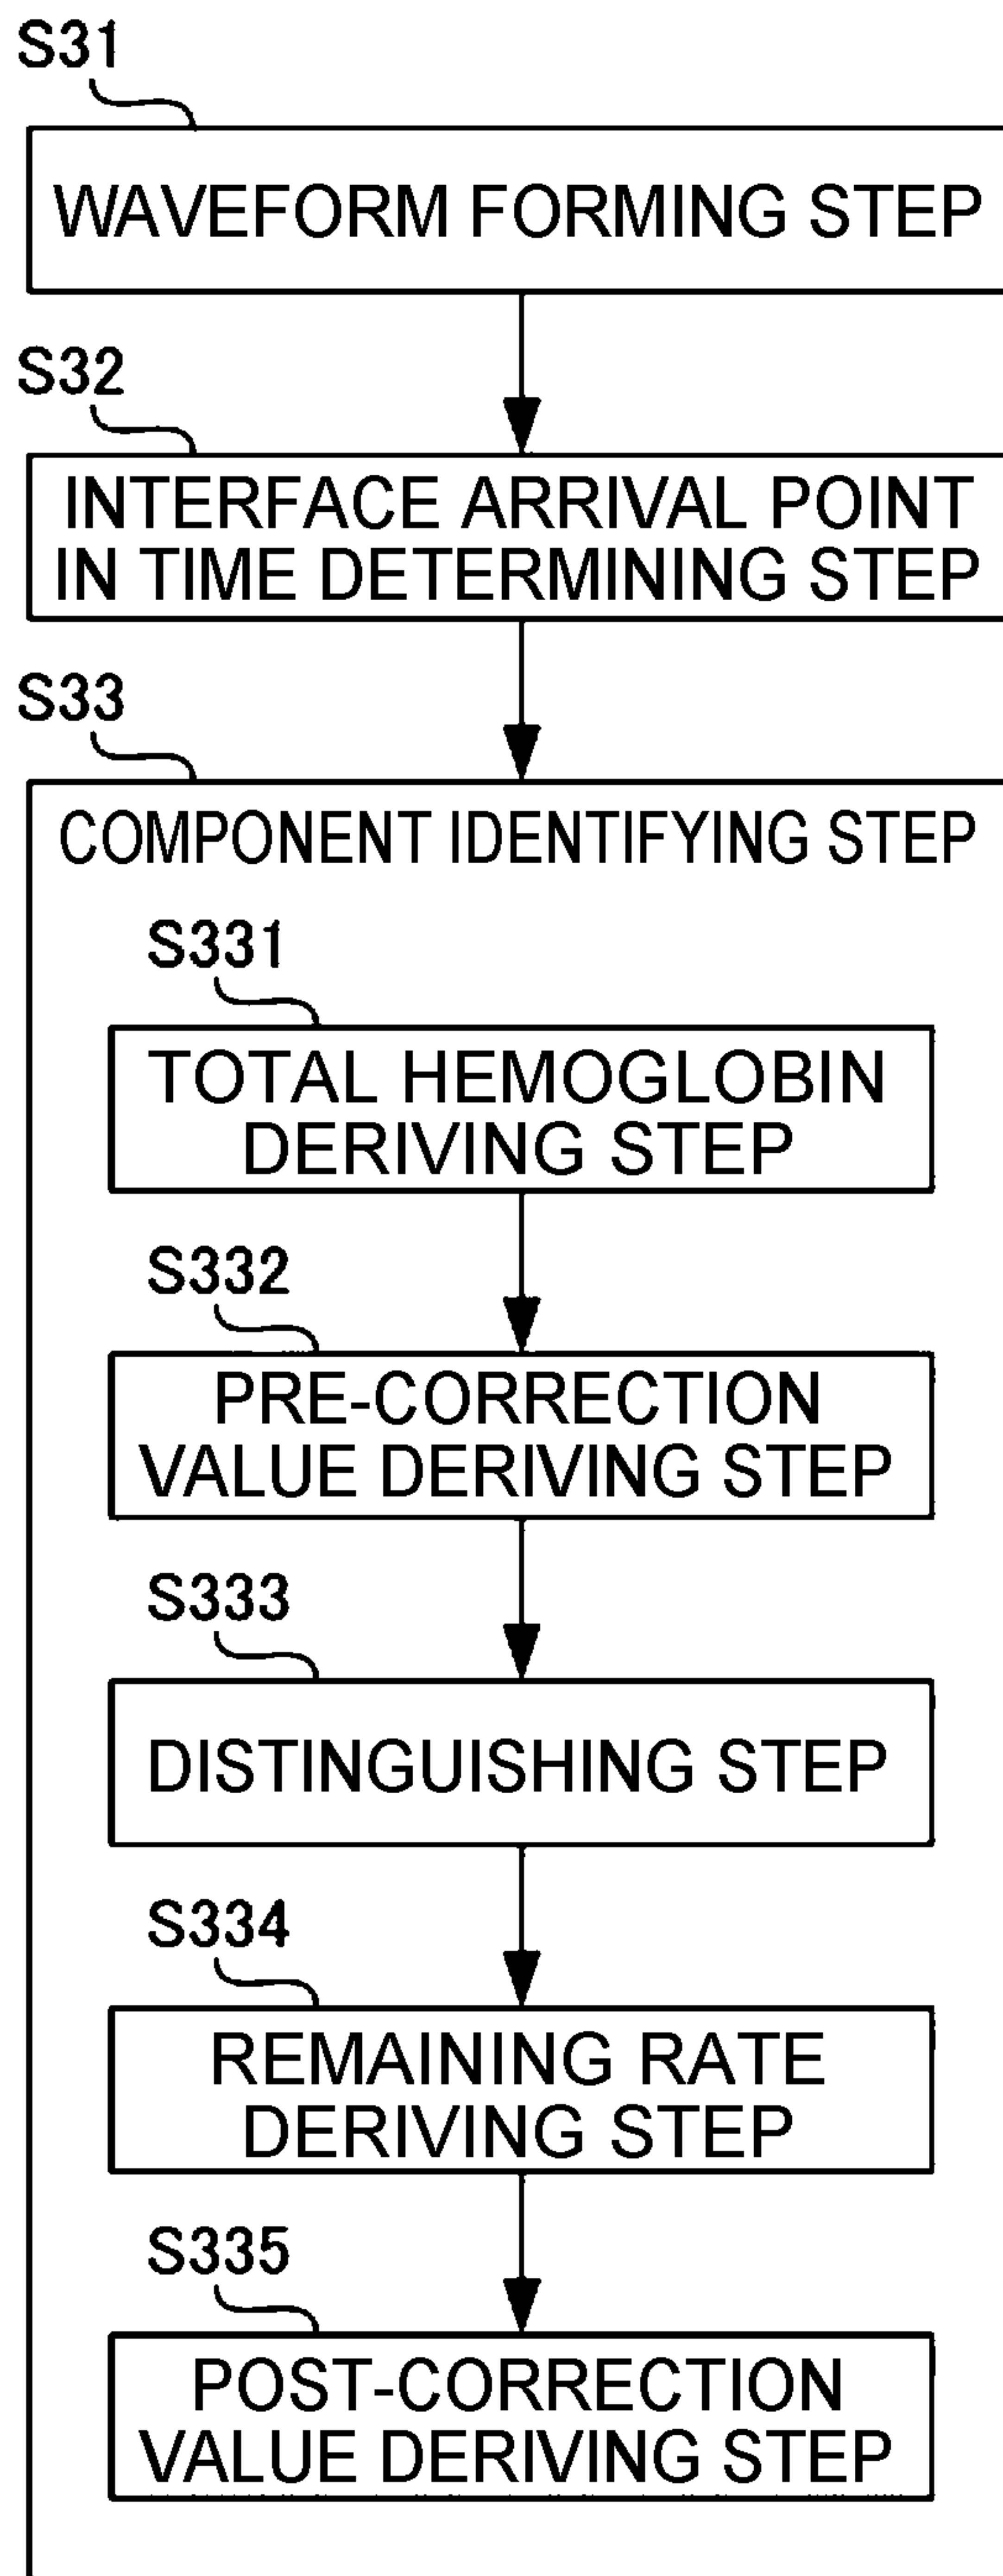 S31
WAVEFORM FORMING STEP
S32
INTERFACE ARRIVAL POINT
IN TIME DETERMINING STEP
S33
COMPONENT IDENTIFYING STEP
S331
TOTAL HEMOGLOBIN
DERIVING STEP
S332
PRE-CORRECTION
VALUE DERIVING STEP
S333
DISTINGUISHING STEP
S334
REMAINING RATE
DERIVING STEP
S335
POST-CORRECTION
VALUE DERIVING STEP